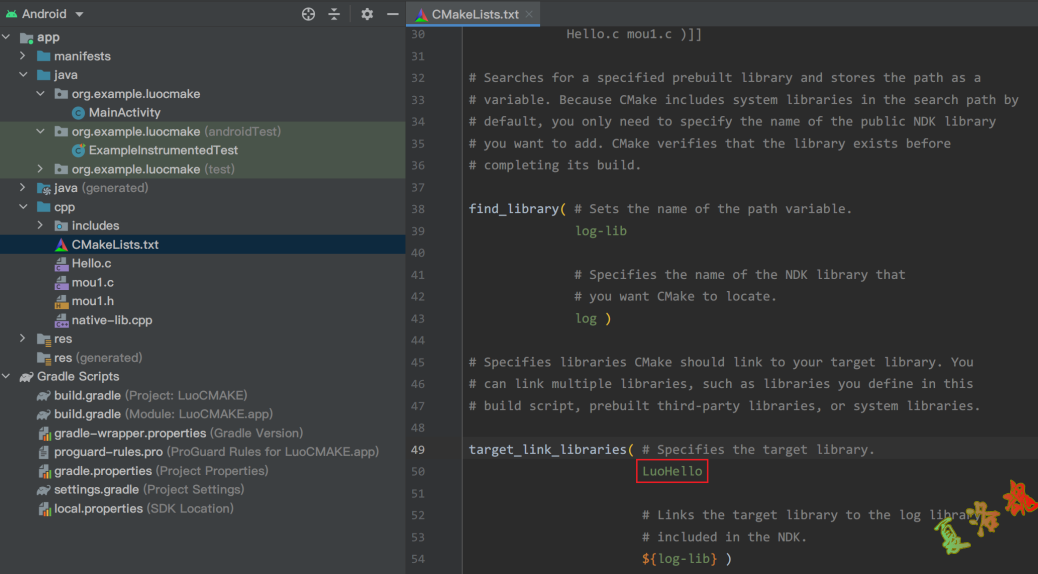 Android
app
manifests
java
org.example.luocmake
MainActivity
org.example.luocmake (androidTest)
ExampleInstrumentedTest
org.example.luocmake (test)
java (generated)
cpp
includes
CMakeLists.txt
Hello.c
mou1.c
mou1.h
native-lib.cpp
res
res (generated)
Gradle Scripts
build.gradle (Project: LuoCMAKE)
build.gradle (Module: LuoCMAKE.app)
gradle-wrapper.properties (Gradle Version)
proguard-rules.pro (ProGuard Rules for LuoCMAKE.app)
gradle.properties (Project Properties)
settings.gradle (Project Settings)
local.properties (SDK Location)
CMakeLists.txt
30 Hello.c mou1.c )]]
31
32 # Searches for a specified prebuilt library and stores the path as a
33 # variable. Because CMake includes system libraries in the search path by
34 # default, you only need to specify the name of the public NDK library
35 # you want to add. CMake verifies that the library exists before
36 # completing its build.
37
38 find_library( # Sets the name of the path variable.
39 log-lib
40
41 # Specifies the name of the NDK library that
42 # you want CMake to locate.
43 log )
44
45 # Specifies libraries CMake should link to your target library. You
46 # can link multiple libraries, such as libraries you define in this
47 # build script, prebuilt third-party libraries, or system libraries.
48
49 target_link_libraries( # Specifies the target library.
50 LuoHello
51
52 # Links the target library to the log library
53 # included in the NDK.
54 ${log-lib} )